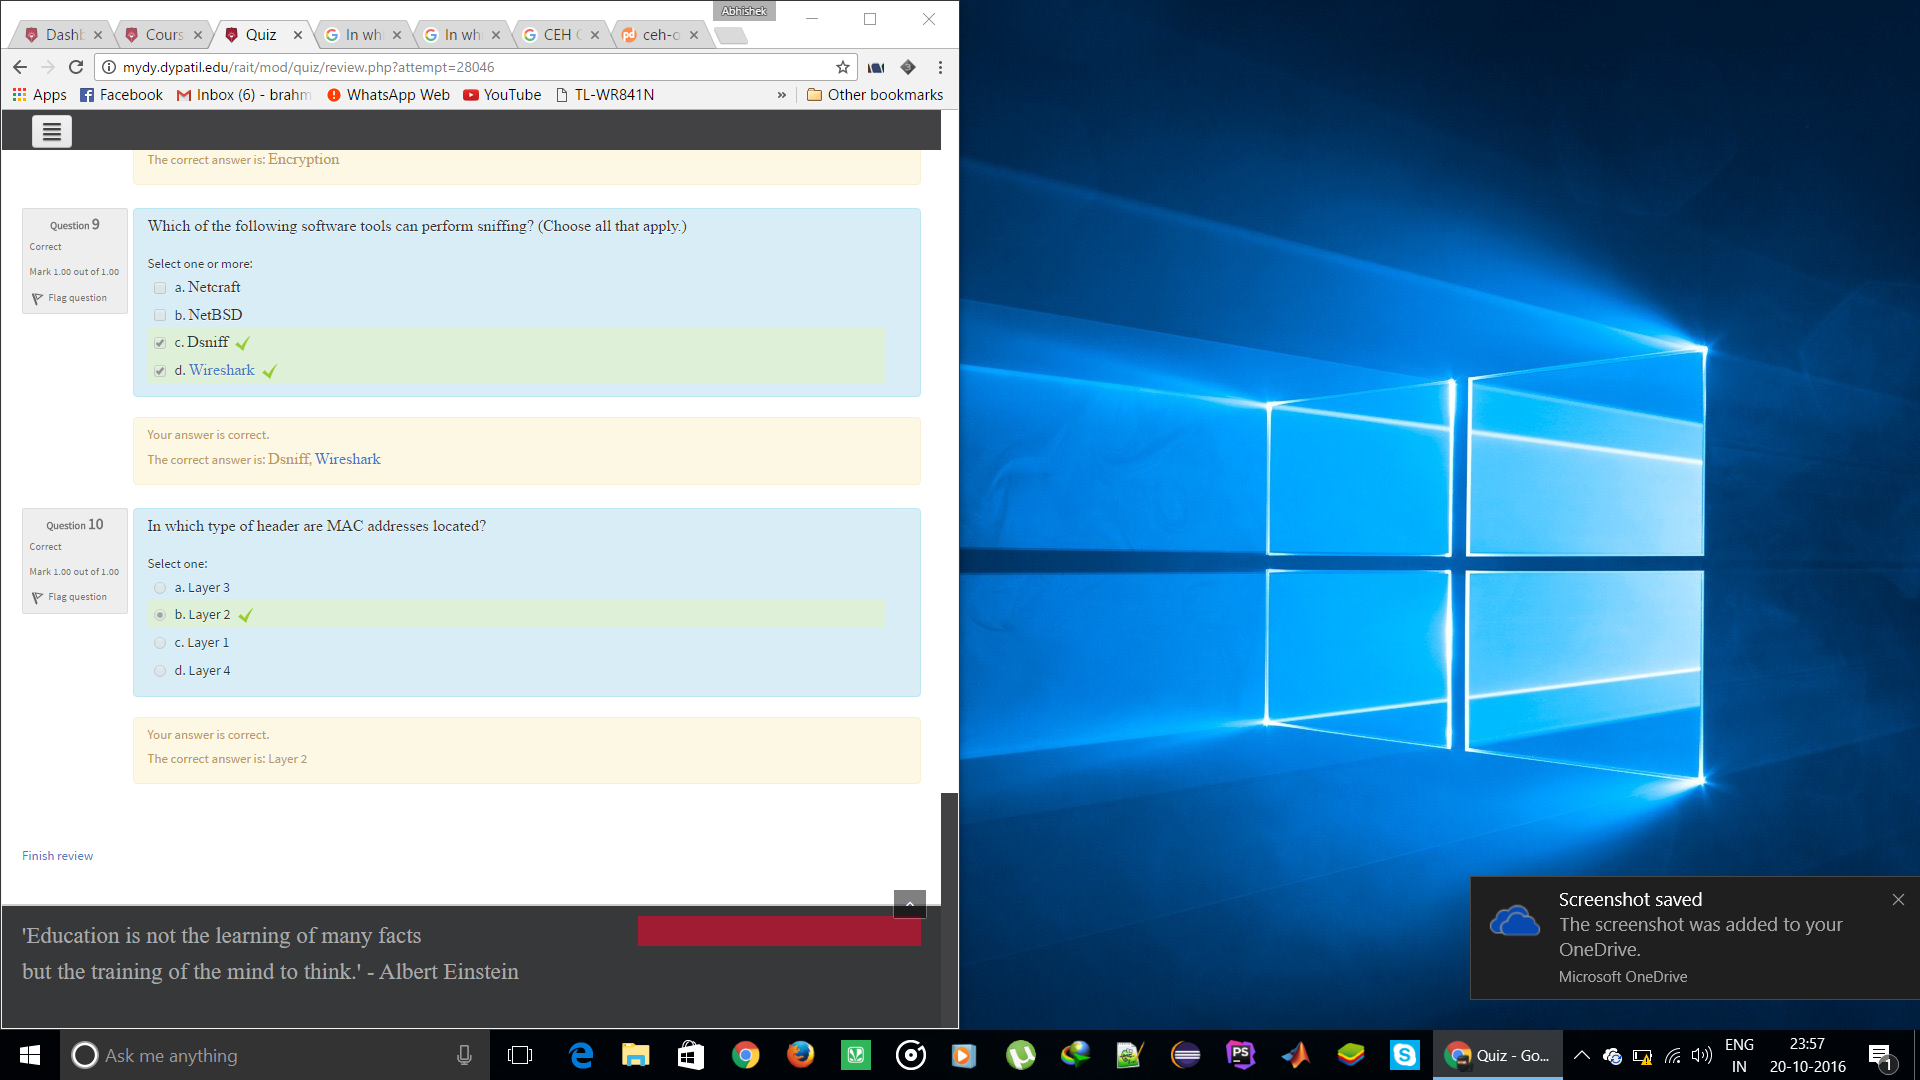 Abhishek
Dashb
Cours
Quiz
In whi
In whi
CEH
ceh-
mydy.dypatil.edu/rait/mod/quiz/review.php?attempt=28046
Apps
Facebook
Inbox (6) - brahm
WhatsApp Web
YouTube
TL-WR841N
»
Other bookmarks
The correct answer is: Encryption
Question 9
Correct
Mark 1.00 out of 1.00
Flag question
Which of the following software tools can perform sniffing? (Choose all that apply.)
Select one or more:
a. Netcraft
b. NetBSD
c. Dsniff
d. Wireshark
Your answer is correct.
The correct answer is: Dsniff, Wireshark
Question 10
Correct
Mark 1.00 out of 1.00
Flag question
In which type of header are MAC addresses located?
Select one:
a. Layer 3
b. Layer 2
c. Layer 1
d. Layer 4
Your answer is correct.
The correct answer is: Layer 2
Finish review
'Education is not the learning of many facts
but the training of the mind to think.' - Albert Einstein
Screenshot saved
The screenshot was added to your
OneDrive.
Microsoft OneDrive
Ask me anything
PS
Quiz - Go...
ENG
IN
23:57
20-10-2016
1